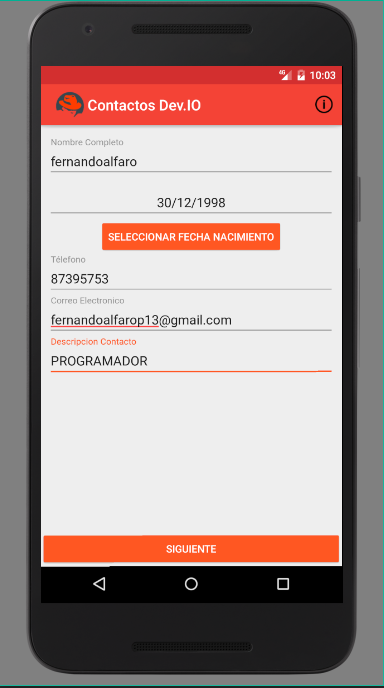 4G 10:03
Contactos Dev.IO
Nombre Completo
fernandoalfaro
30/12/1998
SELECCIONAR FECHA NACIMIENTO
Télefono
87395753
Correo Electronico
fernandoalfarop13@gmail.com
Descripcion Contacto
PROGRAMADOR
SIGUIENTE